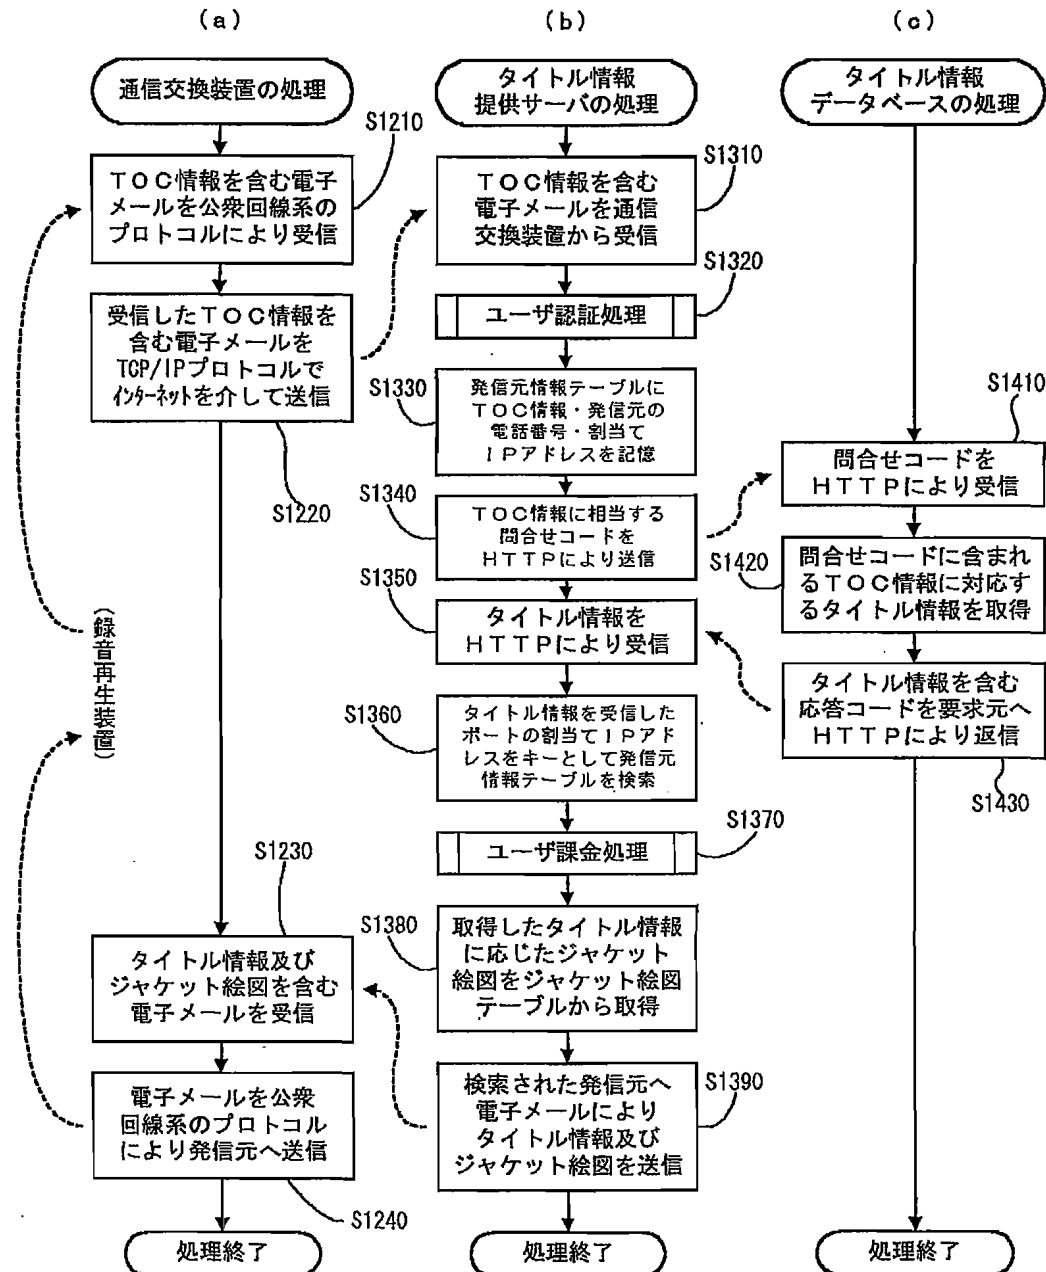 (a)
通信交換装置の処理
S1210
TOC情報を含む電子
メールを公衆回線系の
プロトコルにより受信
受信したTOC情報を
含む電子メールを
TCP/IPプロトコルで
インターネットを介して送信
S1220
(録音再生装置)
S1230
タイトル情報及び
ジャケット絵図を含む
電子メールを受信
電子メールを公衆
回線系のプロトコル
により発信元へ送信
S1240
処理終了
(b)
タイトル情報
提供サーバの処理
S1310
TOC情報を含む
電子メールを通信
交換装置から受信
S1320
ユーザ認証処理
S1330
発信元情報テーブルに
TOC情報・発信元の
電話番号・割当て
IPアドレスを記憶
S1340
TOC情報に相当する
問合せコードを
HTTPにより送信
S1350
タイトル情報を
HTTPにより受信
S1360
タイトル情報を受信した
ポートの割当てIPアド
レスをキーとして発信元
情報テーブルを検索
S1370
ユーザ課金処理
S1380
取得したタイトル情報
に応じたジャケット
絵図をジャケット絵図
テーブルから取得
S1390
検索された発信元へ
電子メールにより
タイトル情報及び
ジャケット絵図を送信
処理終了
(c)
タイトル情報
データベースの処理
S1410
問合せコードを
HTTPにより受信
S1420
問合せコードに含まれ
るTOC情報に対応す
るタイトル情報を取得
タイトル情報を含む
応答コードを要求元へ
HTTPにより返信
S1430
処理終了